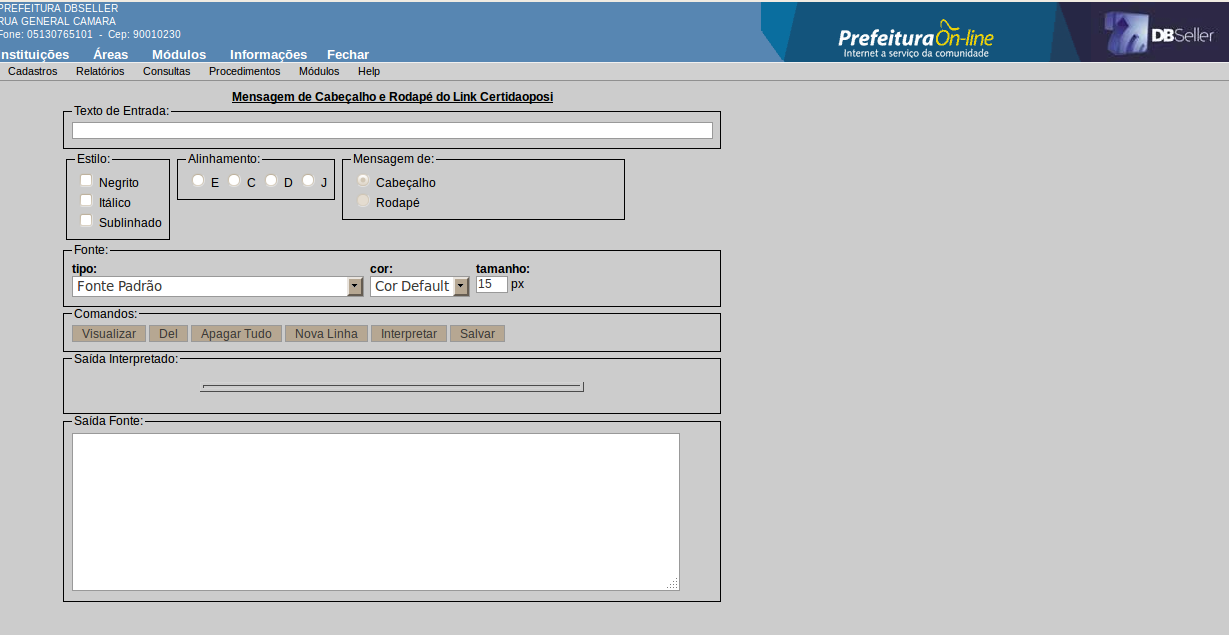 PREFEITURA DBSELLER
RUA GENERAL CAMARA
Fone: 05130765101 - Cep: 90010230
nstituições Áreas Módulos Informações Fechar
PrefeituraOn-line
Internet a serviço da comunidade
DBSeller
Cadastros Relatórios Consultas Procedimentos Módulos Help
Mensagem de Cabeçalho e Rodapé do Link Certidaoposi
Texto de Entrada:
Estilo:
Negrito
Itálico
Sublinhado
Alinhamento:
E C D J
Mensagem de:
Cabeçalho
Rodapé
Fonte:
tipo: cor: tamanho:
Fonte Padrão Cor Default 15 px
Comandos:
Visualizar Del Apagar Tudo Nova Linha Interpretar Salvar
Saída Interpretado:
Saída Fonte: